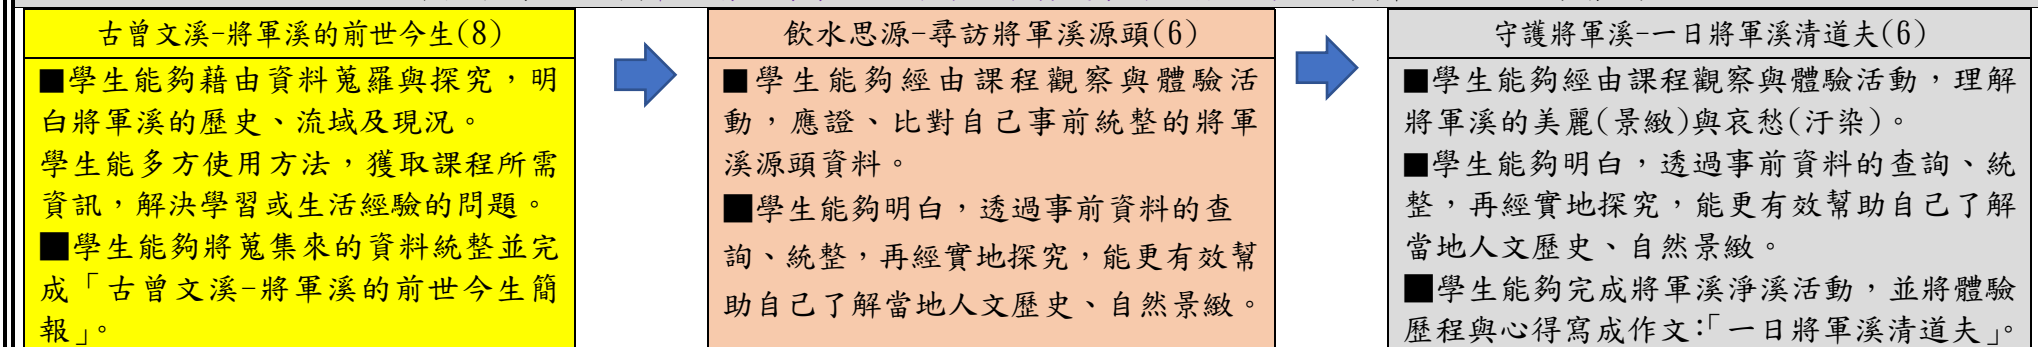 古曾文溪-將軍溪的前世今生(8)
■學生能夠藉由資料蒐羅與探究，明
白將軍溪的歷史、流域及現況。
學生能多方使用方法，獲取課程所需
資訊，解決學習或生活經驗的問題。
■學生能夠將蒐集來的資料統整並完
成「古曾文溪-將軍溪的前世今生簡
報」。
飲水思源-尋訪將軍溪源頭(6)
■學生能夠經由課程觀察與體驗活
動，應證、比對自己事前統整的將軍
溪源頭資料。
■學生能夠明白，透過事前資料的查
詢、統整，再經實地探究，能更有效幫
助自己了解當地人文歷史、自然景緻。
守護將軍溪-一日將軍溪清道夫(6)
■學生能夠經由課程觀察與體驗活動，理解
將軍溪的美麗(景緻)與哀愁(汙染)。
■學生能夠明白，透過事前資料的查詢、統
整，再經實地探究，能更有效幫助自己了解
當地人文歷史、自然景緻。
■學生能夠完成將軍溪淨溪活動，並將體驗
歷程與心得寫成作文:「一日將軍溪清道夫」。